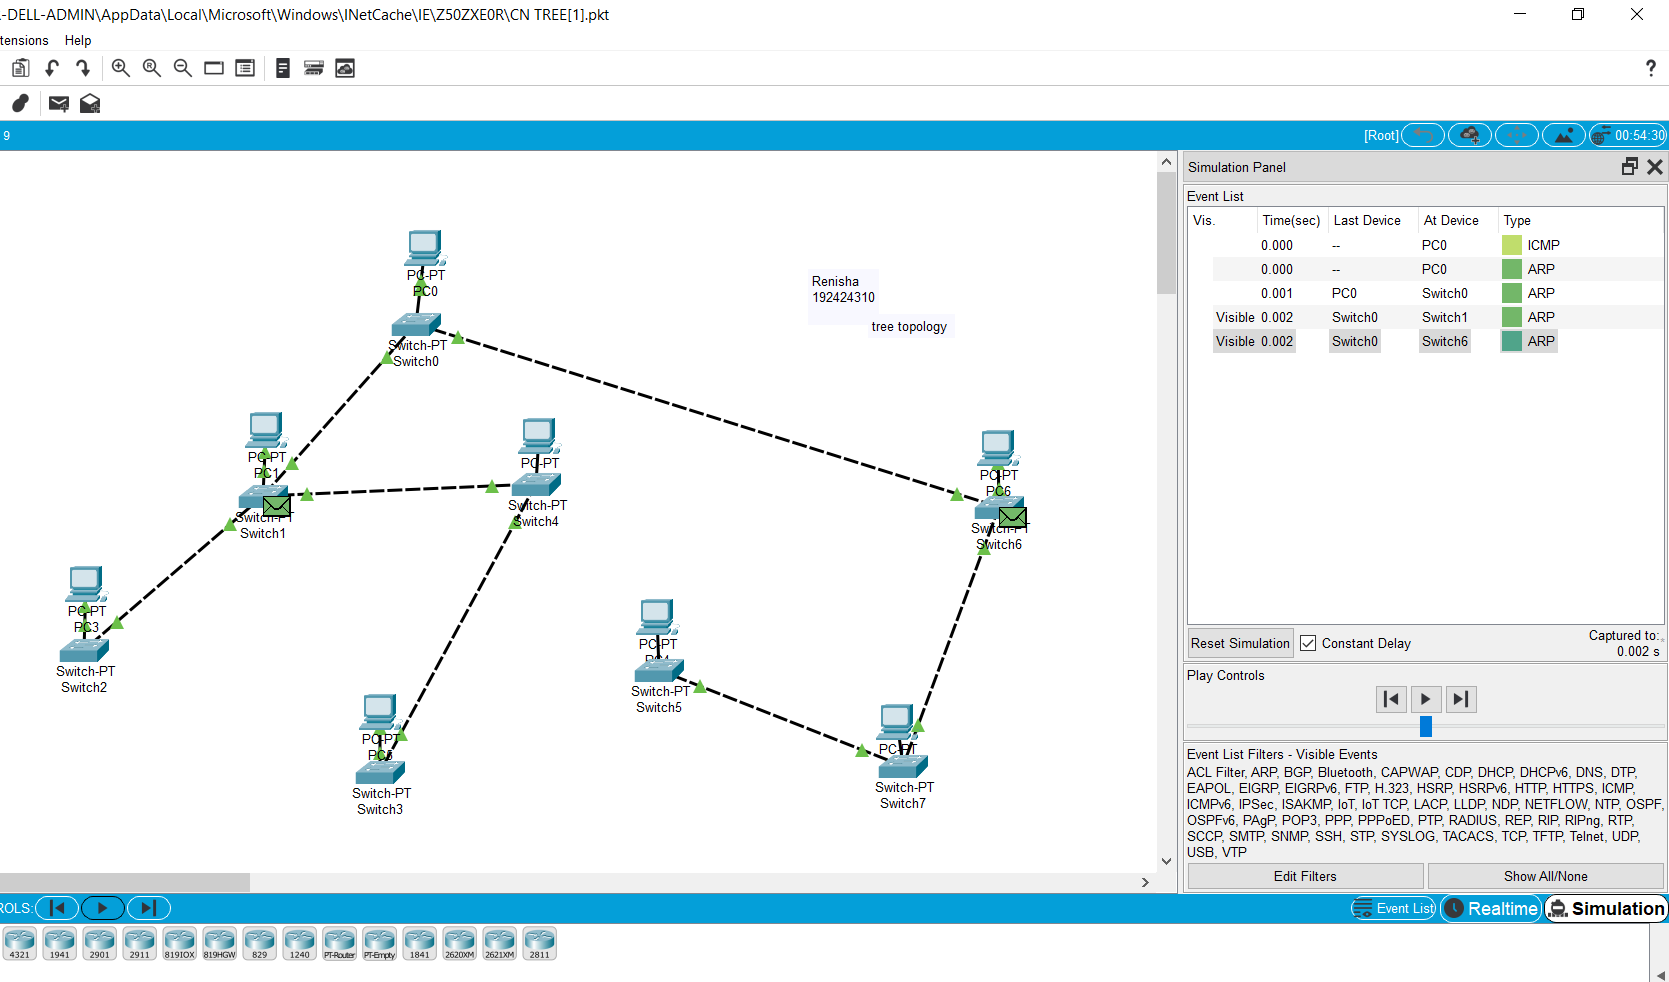 -DELL-ADMIN\AppData\Local\Microsoft\Windows\INetCache\IE\Z50ZXE0R\CN TREE[1].pkt
tensions Help
?
9
[Root]
00:54:30
Simulation Panel
Event List
Vis. Time(sec) Last Device At Device Type
0.000 -- PC0 ICMP
0.000 -- PC0 ARP
0.001 PC0 Switch0 ARP
Visible 0.002 Switch0 Switch1 ARP
Visible 0.002 Switch0 Switch6 ARP
PC-PT
PC0
Switch-PT
Switch0
Renisha
192424310
tree topology
PC-PT
PC1
Switch-PT
Switch1
PC-PT
Switch-PT
Switch4
PC-PT
PC6
Switch-PT
Switch6
PC-PT
PC3
Switch-PT
Switch2
PC-PT
PC4
Switch-PT
Switch5
PC-PT
PC5
Switch-PT
Switch3
PC-PT
Switch-PT
Switch7
Reset Simulation Constant Delay
Captured to:
0.002 s
Play Controls
Event List Filters - Visible Events
ACL Filter, ARP, BGP, Bluetooth, CAPWAP, CDP, DHCP, DHCPv6, DNS, DTP,
EAPOL, EIGRP, EIGRPv6, FTP, H.323, HSRP, HSRPv6, HTTP, HTTPS, ICMP,
ICMPv6, IPSec, ISAKMP, IoT, IoT TCP, LACP, LLDP, NDP, NETFLOW, NTP, OSPF,
OSPFv6, PAgP, POP3, PPP, PPPoED, PTP, RADIUS, REP, RIP, RIPng, RTP,
SCCP, SMTP, SNMP, SSH, STP, SYSLOG, TACACS, TCP, TFTP, Telnet, UDP,
USB, VTP
Edit Filters Show All/None
ROLS: Event List Realtime Simulation
4321 1941 2901 2911 819IOX 819HGW 829 1240 PT-Router PT-Empty 1841 2620XM 2621XM 2811